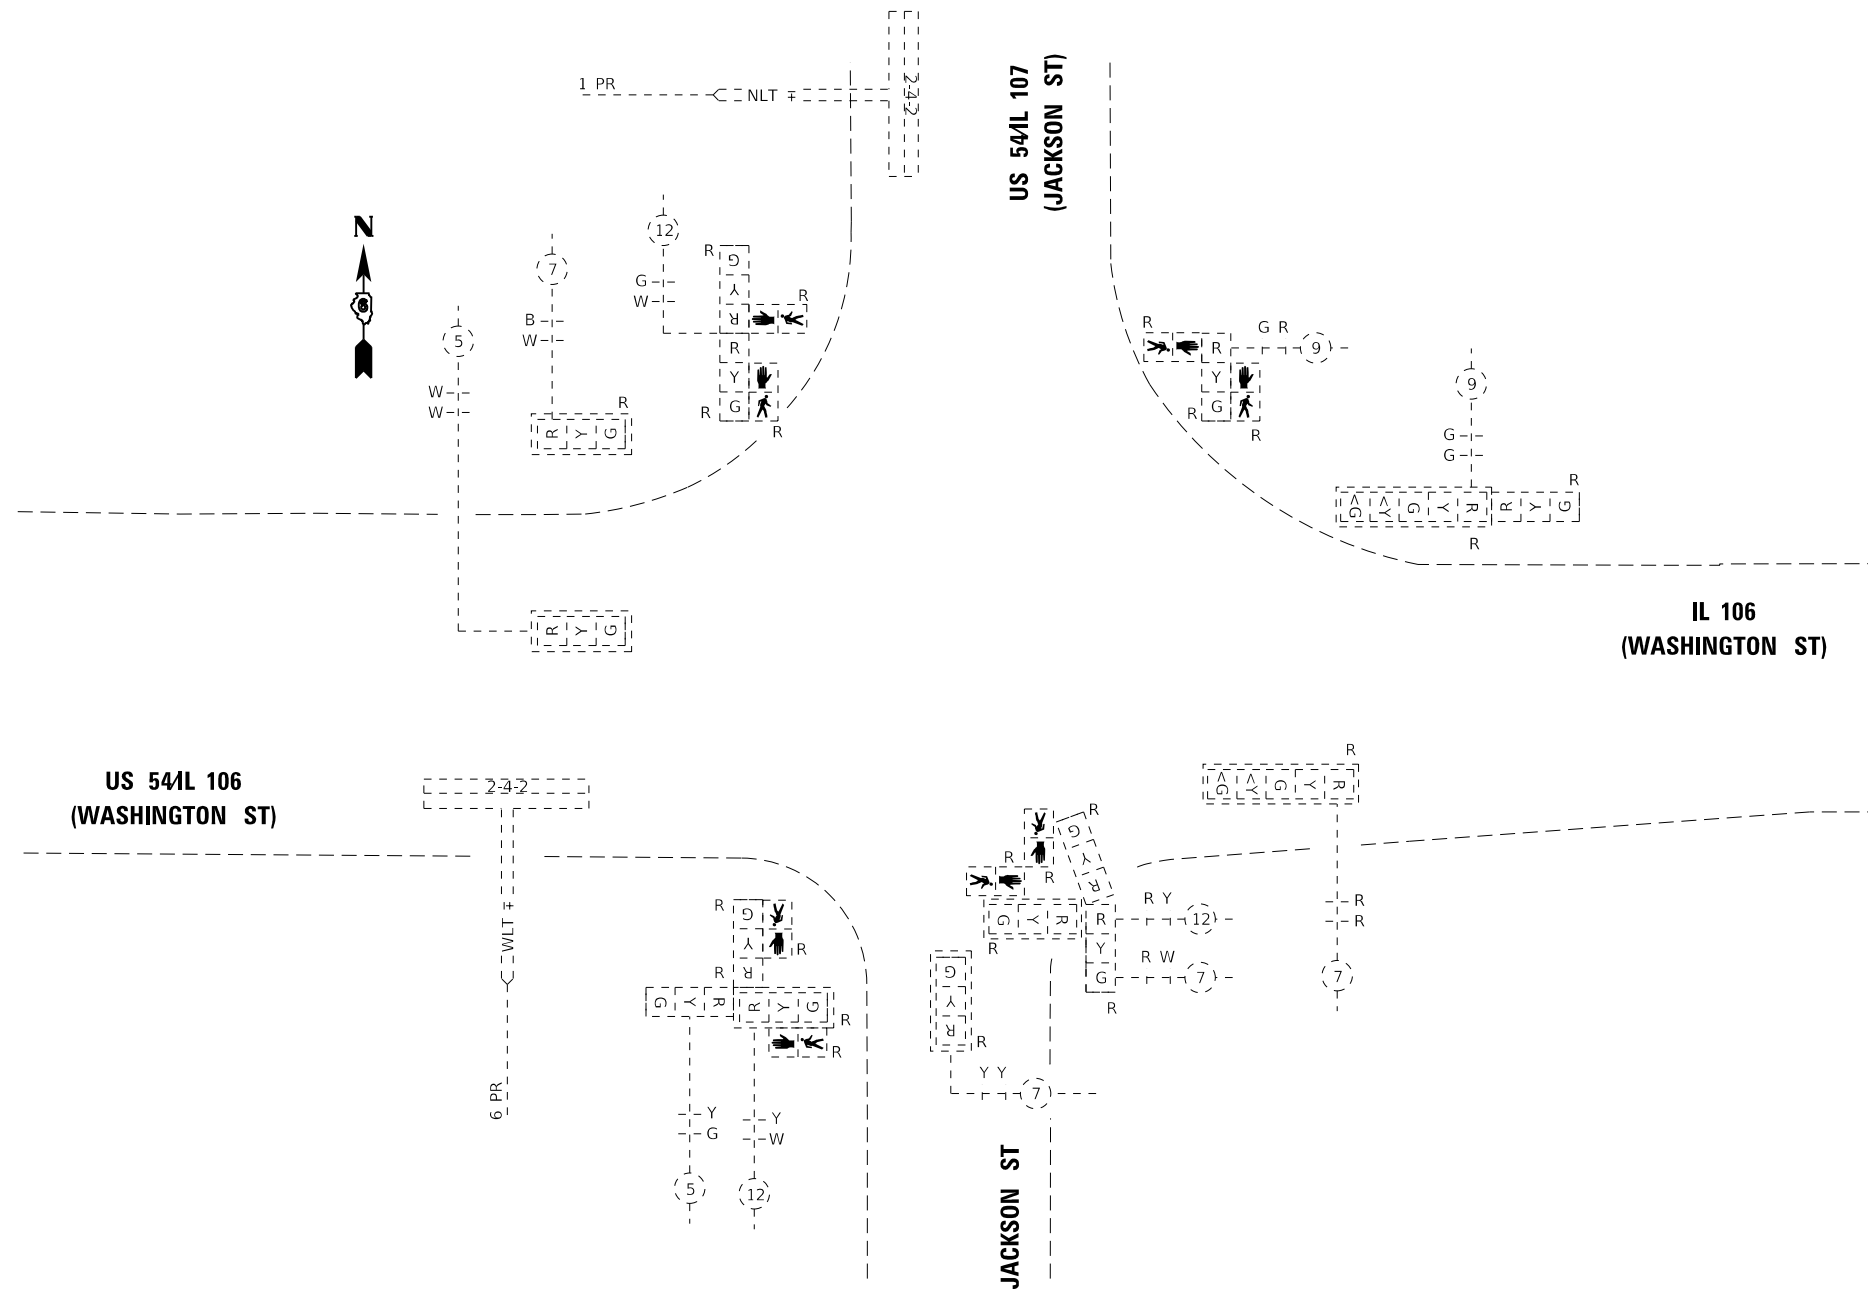 1 PR
NLT ∓
2-4-2
US 54/IL 107
(JACKSON ST)
N
12
R
G
W
G
Y
R
R
7
B
W
5
W
W
R
R Y G
R
Y
G
R
R
R
R
Y
G
R
R
G R
9
9
G
G
R
<G <Y G Y R
R Y G
R
IL 106
(WASHINGTON ST)
R Y G
US 54/IL 106
(WASHINGTON ST)
2-4-2
WLT ∓
6 PR
R
<G <Y G Y R
R
R
7
R
G
Y
R
R
R
G Y R
R
R
Y
G
R
R Y
12
R W
7
R
G
Y
R
R
R
G Y R
R Y G
R
R
Y
G
5
Y
W
12
G
Y
R
R
Y Y
7
JACKSON ST